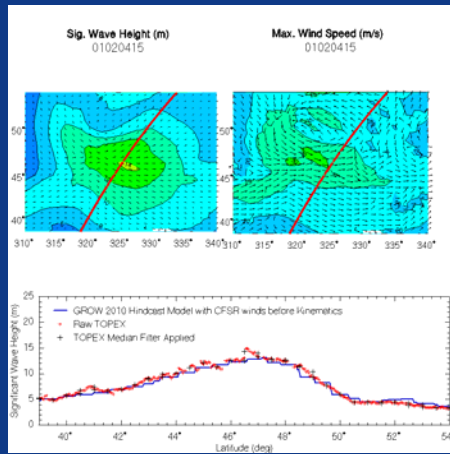 Sig. Wave Height (m)
01020415
Max. Wind Speed (m/s)
01020415
50°
45°
40°
310° 315° 320° 325° 330° 335° 340°
50°
45°
40°
310° 315° 320° 325° 330° 335° 340°
Significant Wave Height (m)
25
20
15
10
5
0
GROW 2010 Hindcast Model with CFSR winds before Kinematics
Raw TOPEX
TOPEX Median Filter Applied
40° 42° 44° 46° 48° 50° 52° 54
Latitude (deg)